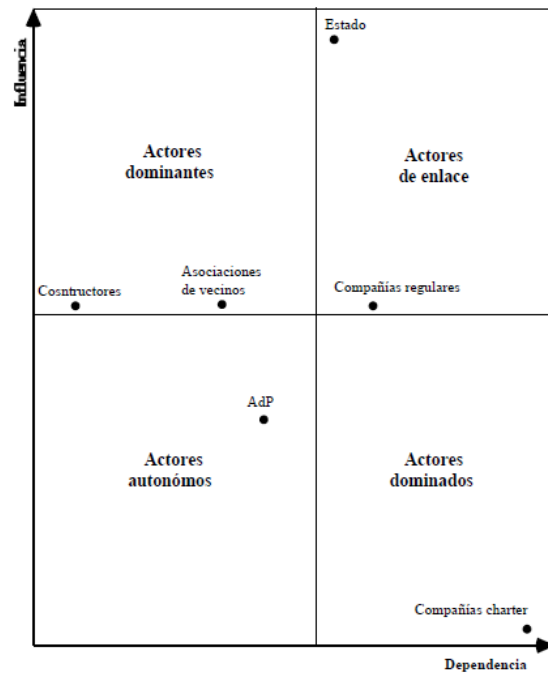 Influencia
Estado
Actores
dominantes
Actores
de enlace
Cosntructores
Asociaciones
de vecinos
Compañías regulares
AdP
Actores
autonómos
Actores
dominados
Compañías charter
Dependencia